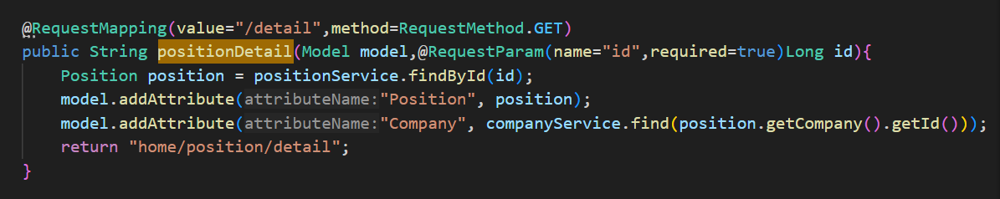 @RequestMapping(value="/detail",method=RequestMethod.GET)
public String positionDetail(Model model,@RequestParam(name="id",required=true)Long id){
    Position position = positionService.findById(id);
    model.addAttribute(attributeName:"Position", position);
    model.addAttribute(attributeName:"Company", companyService.find(position.getCompany().getId()));
    return "home/position/detail";
}